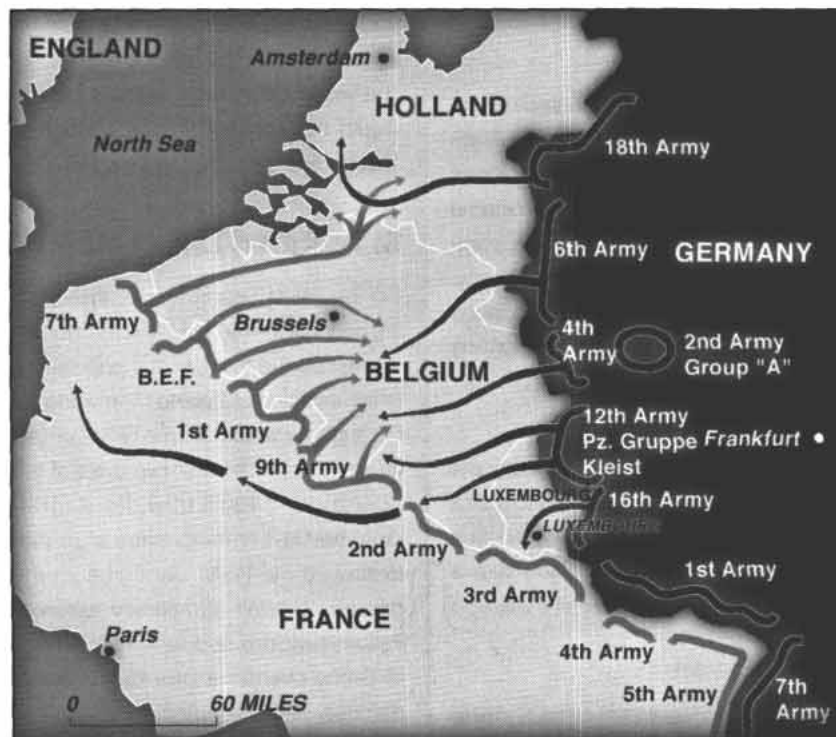 ENGLAND
Amsterdam
HOLLAND
North Sea
18th Army
6th Army
GERMANY
7th Army
Brussels
4th
Army
2nd Army
Group "A"
B.E.F.
BELGIUM
1st Army
12th Army
Pz. Gruppe
Kleist
Frankfurt
9th Army
LUXEMBOURG
16th Army
LUXEMBOURG
2nd Army
3rd Army
1st Army
FRANCE
Paris
4th Army
5th Army
7th
Army
0 60 MILES